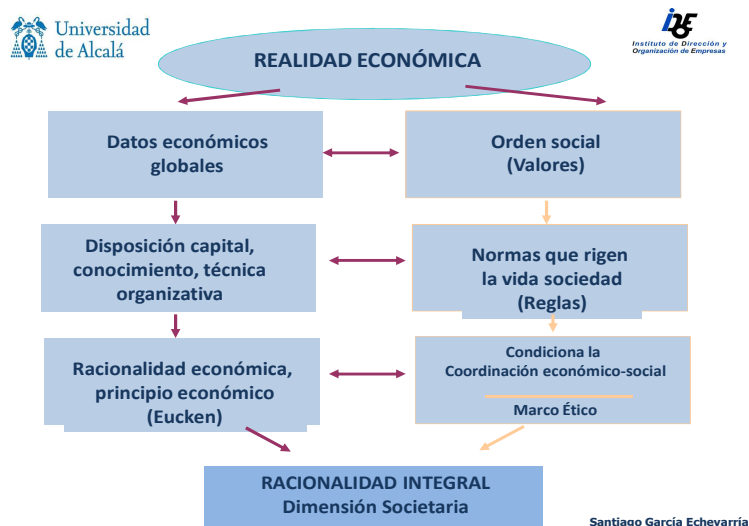 Universidad
de Alcalá
Instituto de Dirección y
Organización de Empresas
REALIDAD ECONÓMICA
Datos económicos
globales
Orden social
(Valores)
Disposición capital,
conocimiento, técnica
organizativa
Normas que rigen
la vida sociedad
(Reglas)
Racionalidad económica,
principio económico
(Eucken)
Condiciona la
Coordinación económico-social
Marco Ético
RACIONALIDAD INTEGRAL
Dimensión Societaria
Santiago García Echevarría